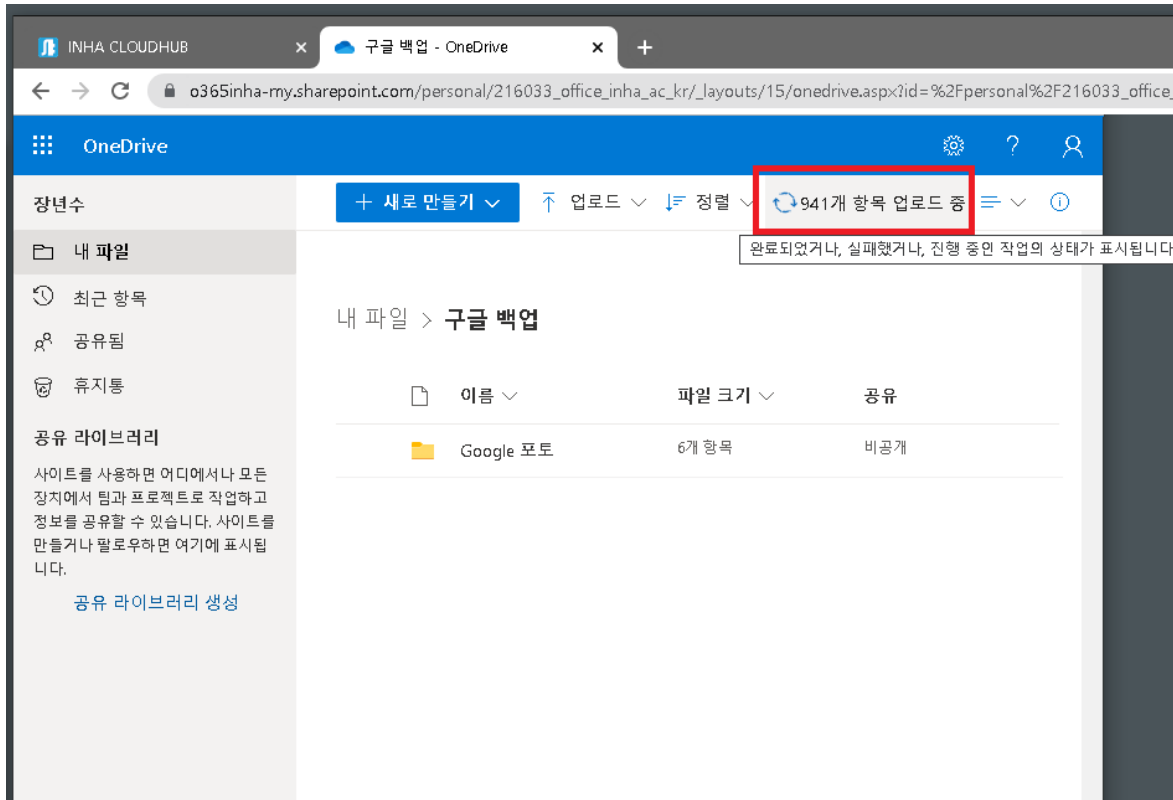 INHA CLOUDHUB
구글 백업 - OneDrive
o365inha-my.sharepoint.com/personal/216033_office_inha_ac_kr/_layouts/15/onedrive.aspx?id=%2Fpersonal%2F216033_office_
OneDrive
장년수
새로 만들기
업로드
정렬
941개 항목 업로드 중
완료되었거나, 실패했거나, 진행 중인 작업의 상태가 표시됩니다
내 파일
최근 항목
공유됨
휴지통
공유 라이브러리
사이트를 사용하면 어디에서나 모든
장치에서 팀과 프로젝트로 작업하고
정보를 공유할 수 있습니다. 사이트를
만들거나 팔로우하면 여기에 표시됩
니다.
공유 라이브러리 생성
내 파일 > 구글 백업
이름 파일 크기 공유
Google 포토 6개 항목 비공개